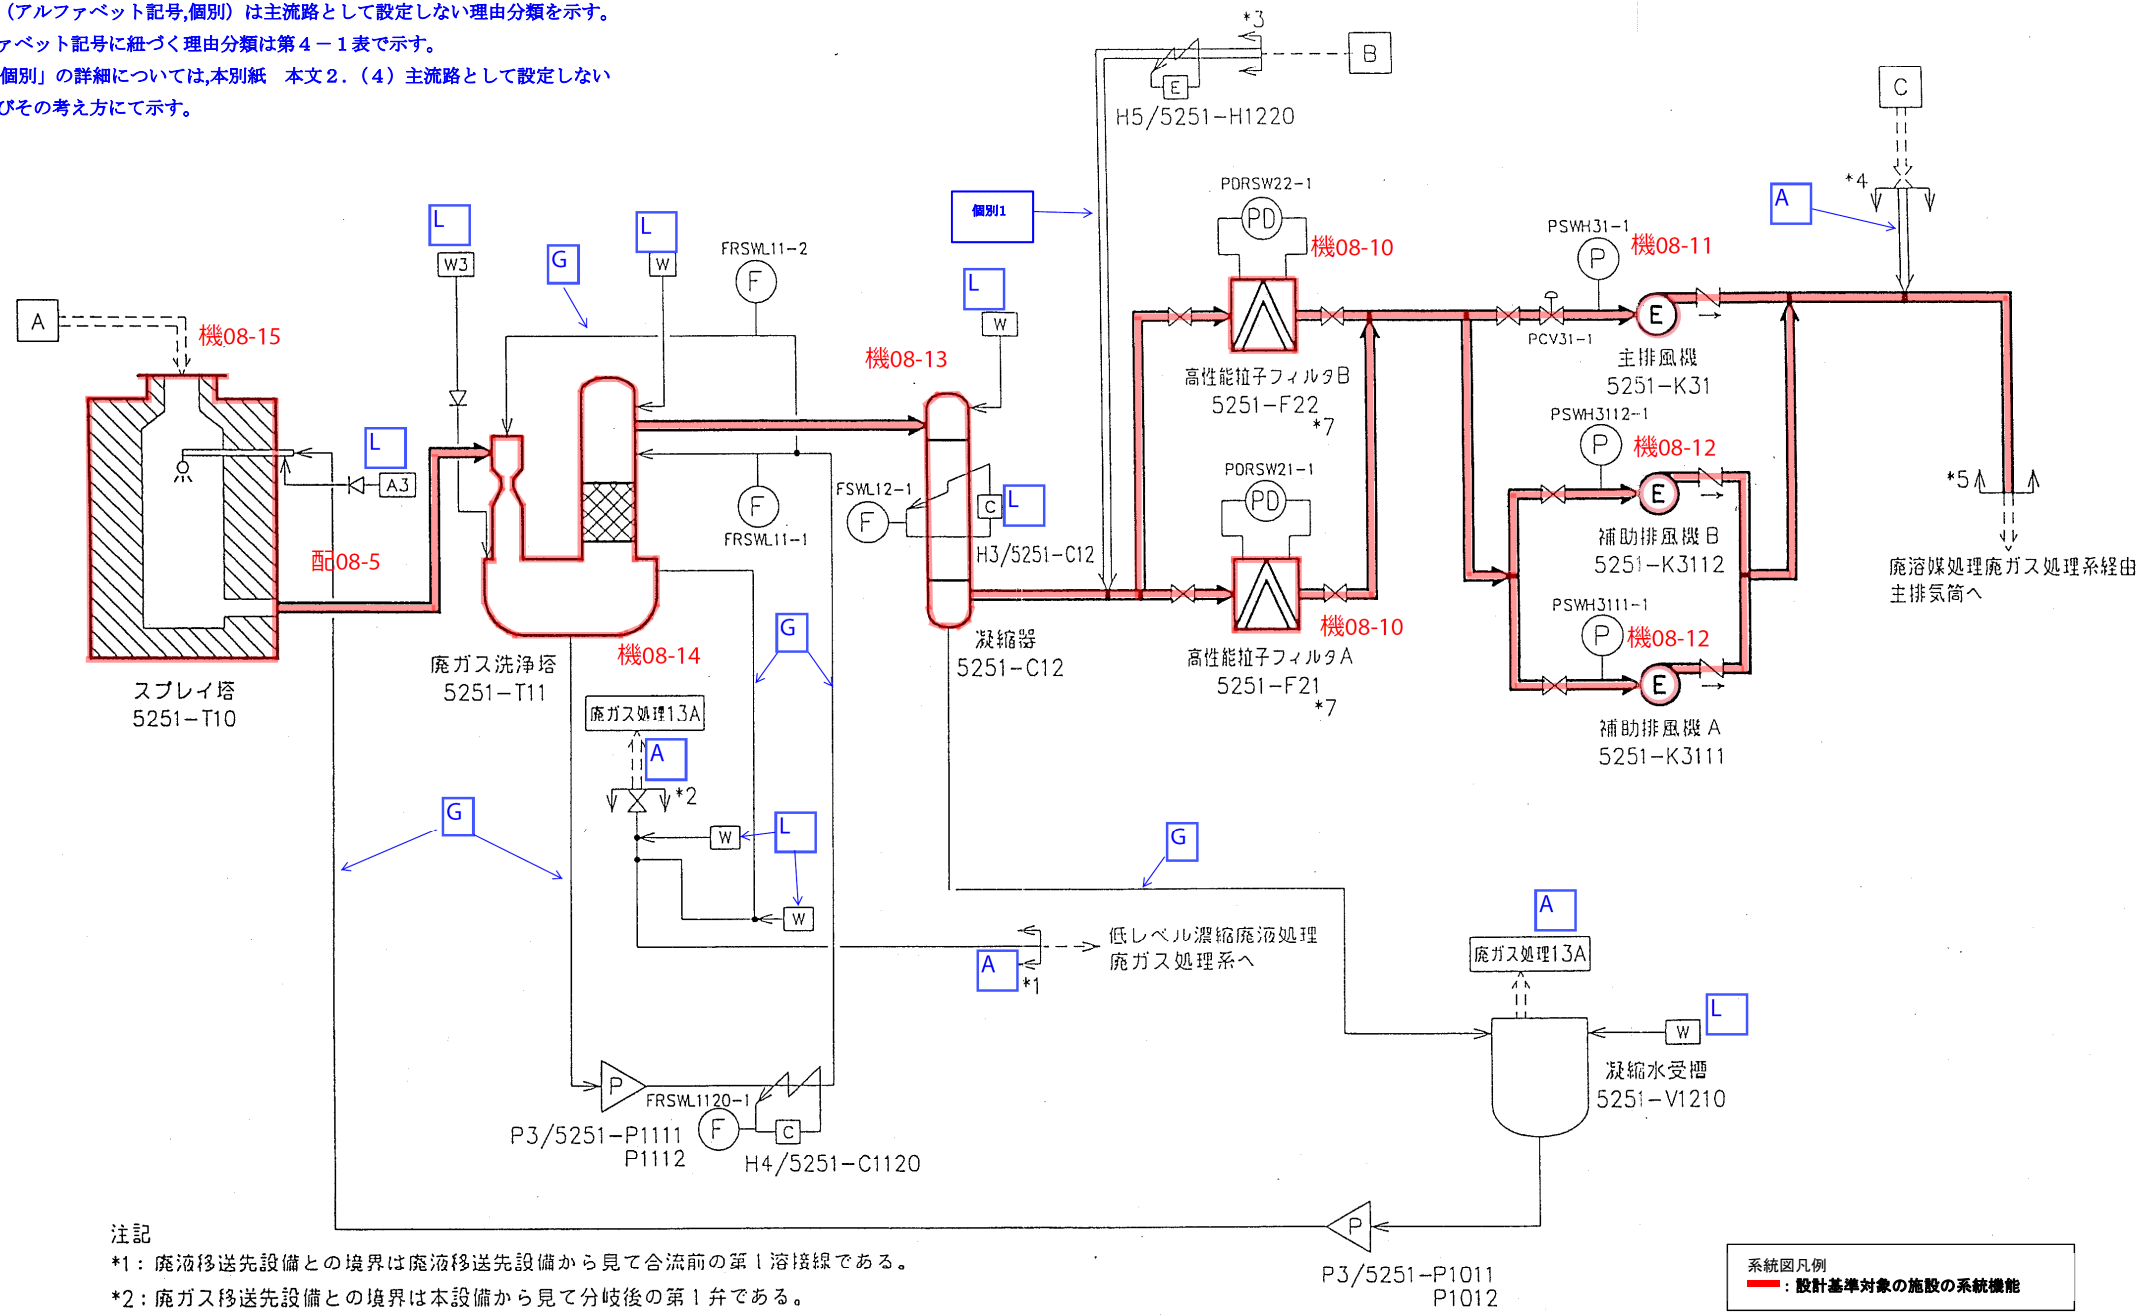 （アルファベット記号,個別）は主流路として設定しない理由分類を示す。
ァベット記号に紐づく理由分類は第４－１表で示す。
個別」の詳細については,本別紙　本文２．（４）主流路として設定しない
びその考え方にて示す。
*3
B
E
H5/5251-H1220
C
*4
A
個別1
PDRSW22-1
PD
機08-10
PSWH31-1
P
機08-11
L
W3
G
L
W
FRSWL11-2
F
L
W
A
機08-15
機08-13
E
PCV31-1
主排風機
5251-K31
高性能粒子フィルタB
5251-F22
*7
PSWH3112-1
P
機08-12
L
A3
FSWL12-1
F
C
L
PDRSW21-1
PD
E
*5
F
FRSWL11-1
H3/5251-C12
補助排風機B
5251-K3112
配08-5
廃溶媒処理廃ガス処理系経由
主排気筒へ
PSWH3111-1
P
機08-12
機08-10
G
凝縮器
5251-C12
高性能粒子フィルタA
5251-F21
*7
E
機08-14
廃ガス洗浄塔
5251-T11
スプレイ塔
5251-T10
補助排風機A
5251-K3111
廃ガス処理13A
A
*2
G
W
L
G
W
A
低レベル濃縮廃液処理
廃ガス処理系へ
A
*1
廃ガス処理13A
L
W
凝縮水受槽
5251-V1210
P
FRSWL1120-1
F
C
P3/5251-P1111
P1112
H4/5251-C1120
P
P3/5251-P1011
P1012
注記
*1：廃液移送先設備との境界は廃液移送先設備から見て合流前の第１溶接線である。
*2：廃ガス移送先設備との境界は本設備から見て分岐後の第１弁である。
系統図凡例
：設計基準対象の施設の系統機能